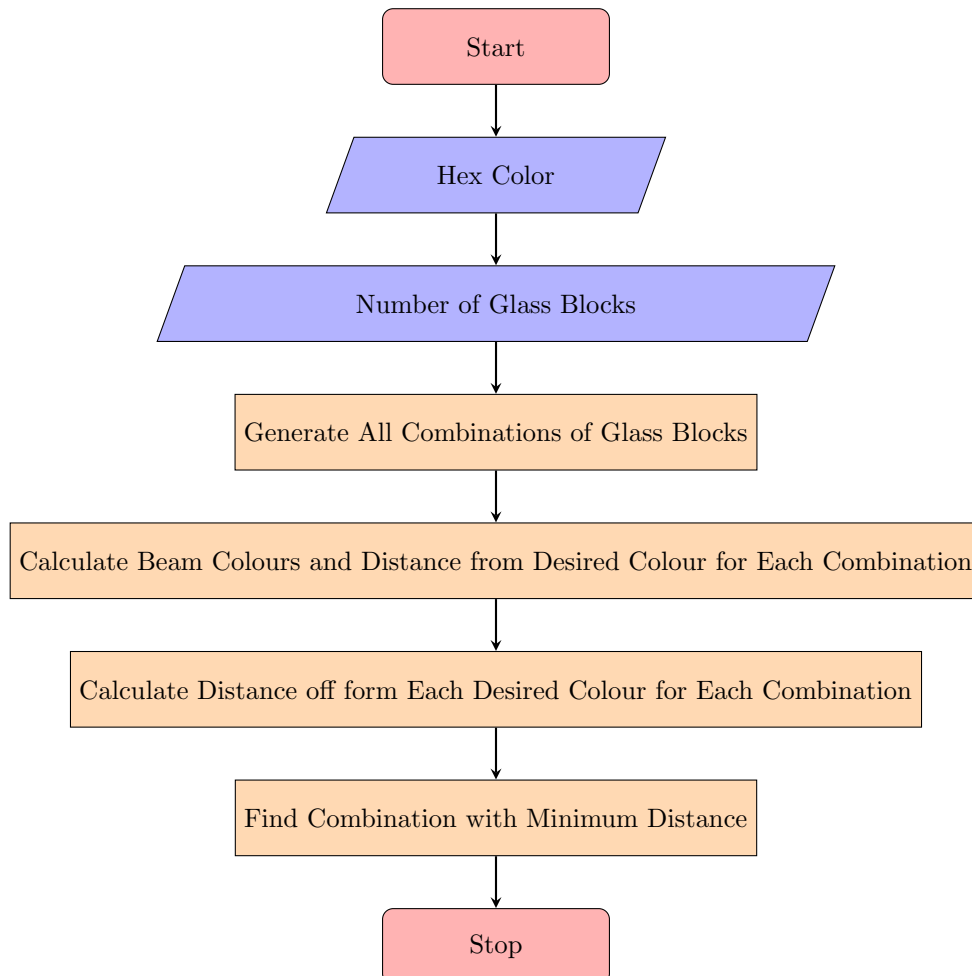 Start
Hex Color
Number of Glass Blocks
Generate All Combinations of Glass Blocks
Calculate Beam Colours and Distance from Desired Colour for Each Combination
Calculate Distance off form Each Desired Colour for Each Combination
Find Combination with Minimum Distance
Stop